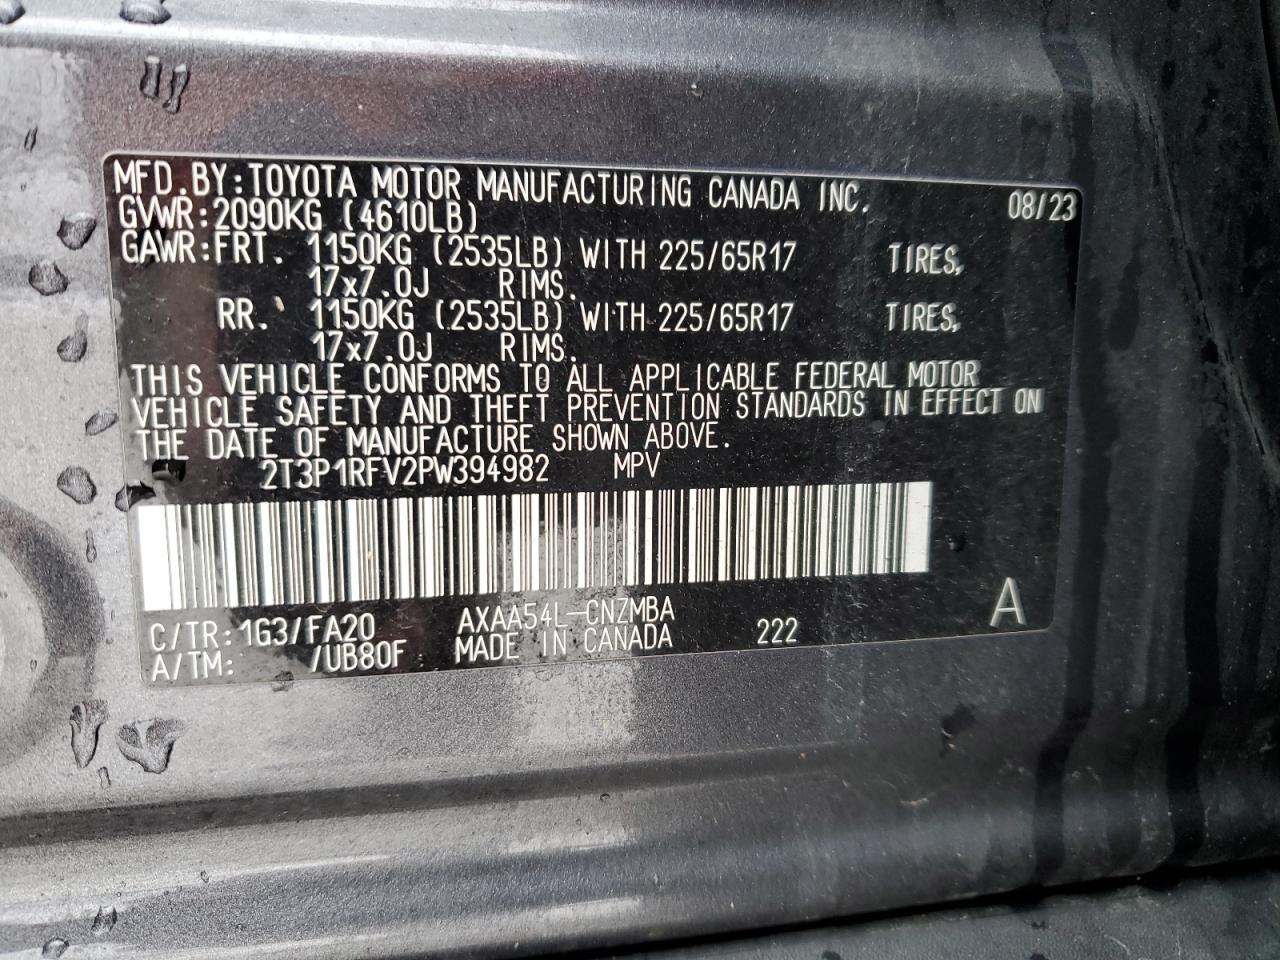 MFD.BY:TOYOTA MOTOR MANUFACTURING CANADA INC. 08/23
GVWR:2090KG (4610LB)
GAWR:FRT. 1150KG (2535LB) WITH 225/65R17 TIRES,
17x7.0J RIMS.
RR. 1150KG (2535LB) WITH 225/65R17 TIRES,
17x7.0J RIMS.
THIS VEHICLE CONFORMS TO ALL APPLICABLE FEDERAL MOTOR
VEHICLE SAFETY AND THEFT PREVENTION STANDARDS IN EFFECT ON
THE DATE OF MANUFACTURE SHOWN ABOVE.
2T3P1RFV2PW394982 MPV
C/TR:1G3/FA20 AXAA54L-CNZMBA A
A/TM: /UB80F MADE IN CANADA 222